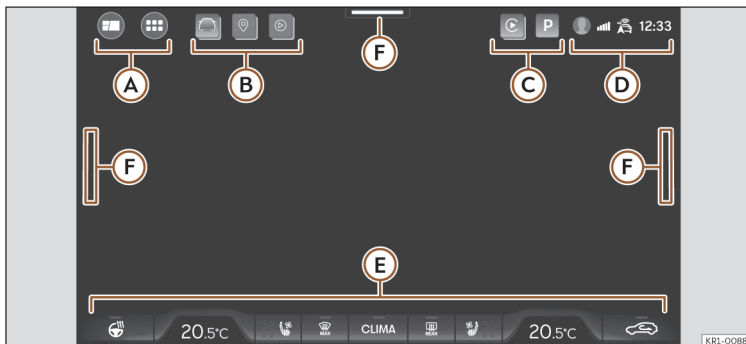 P 12:33
F
A B C D
F F
E
20.5°C MAX CLIMA REAR 20.5°C
KR1-0088